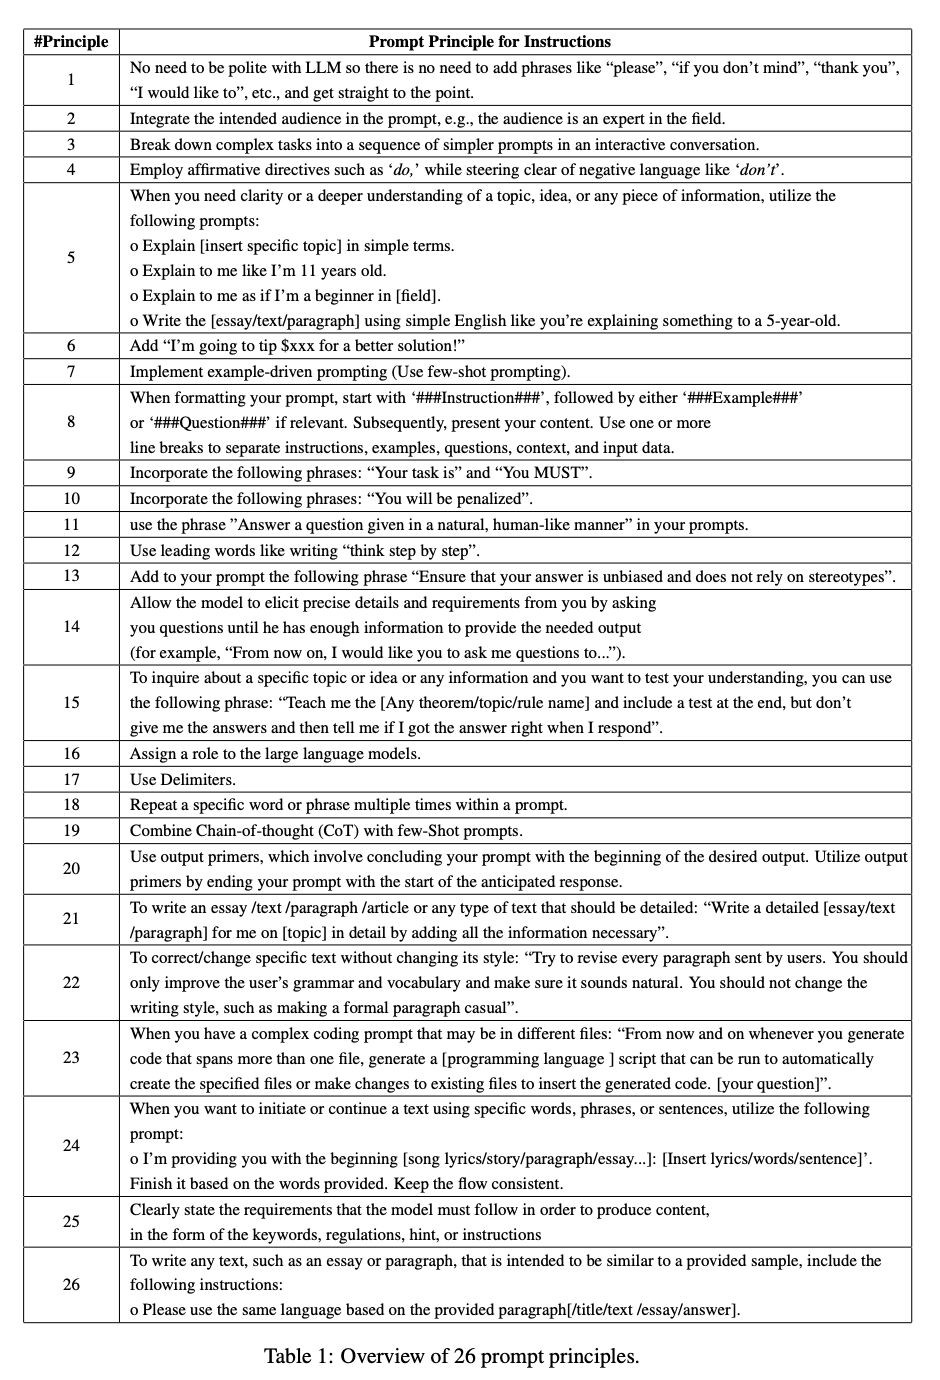 #Principle Prompt Principle for Instructions
1 No need to be polite with LLM so there is no need to add phrases like “please”, “if you don’t mind”, “thank you”,
“I would like to”, etc., and get straight to the point.
2 Integrate the intended audience in the prompt, e.g., the audience is an expert in the field.
3 Break down complex tasks into a sequence of simpler prompts in an interactive conversation.
4 Employ affirmative directives such as ‘do,’ while steering clear of negative language like ‘don’t’.
5 When you need clarity or a deeper understanding of a topic, idea, or any piece of information, utilize the
following prompts:
o Explain [insert specific topic] in simple terms.
o Explain to me like I’m 11 years old.
o Explain to me as if I’m a beginner in [field].
o Write the [essay/text/paragraph] using simple English like you’re explaining something to a 5-year-old.
6 Add “I’m going to tip $xxx for a better solution!”
7 Implement example-driven prompting (Use few-shot prompting).
8 When formatting your prompt, start with ‘###Instruction###’, followed by either ‘###Example###’
or ‘###Question###’ if relevant. Subsequently, present your content. Use one or more
line breaks to separate instructions, examples, questions, context, and input data.
9 Incorporate the following phrases: “Your task is” and “You MUST”.
10 Incorporate the following phrases: “You will be penalized”.
11 use the phrase ”Answer a question given in a natural, human-like manner” in your prompts.
12 Use leading words like writing “think step by step”.
13 Add to your prompt the following phrase “Ensure that your answer is unbiased and does not rely on stereotypes”.
14 Allow the model to elicit precise details and requirements from you by asking
you questions until he has enough information to provide the needed output
(for example, “From now on, I would like you to ask me questions to...”).
15 To inquire about a specific topic or idea or any information and you want to test your understanding, you can use
the following phrase: “Teach me the [Any theorem/topic/rule name] and include a test at the end, but don’t
give me the answers and then tell me if I got the answer right when I respond”.
16 Assign a role to the large language models.
17 Use Delimiters.
18 Repeat a specific word or phrase multiple times within a prompt.
19 Combine Chain-of-thought (CoT) with few-Shot prompts.
20 Use output primers, which involve concluding your prompt with the beginning of the desired output. Utilize output
primers by ending your prompt with the start of the anticipated response.
21 To write an essay /text /paragraph /article or any type of text that should be detailed: “Write a detailed [essay/text
/paragraph] for me on [topic] in detail by adding all the information necessary”.
22 To correct/change specific text without changing its style: “Try to revise every paragraph sent by users. You should
only improve the user’s grammar and vocabulary and make sure it sounds natural. You should not change the
writing style, such as making a formal paragraph casual”.
23 When you have a complex coding prompt that may be in different files: “From now and on whenever you generate
code that spans more than one file, generate a [programming language ] script that can be run to automatically
create the specified files or make changes to existing files to insert the generated code. [your question]”.
24 When you want to initiate or continue a text using specific words, phrases, or sentences, utilize the following
prompt:
o I’m providing you with the beginning [song lyrics/story/paragraph/essay...]: [Insert lyrics/words/sentence]’.
Finish it based on the words provided. Keep the flow consistent.
25 Clearly state the requirements that the model must follow in order to produce content,
in the form of the keywords, regulations, hint, or instructions
26 To write any text, such as an essay or paragraph, that is intended to be similar to a provided sample, include the
following instructions:
o Please use the same language based on the provided paragraph[/title/text /essay/answer].
Table 1: Overview of 26 prompt principles.